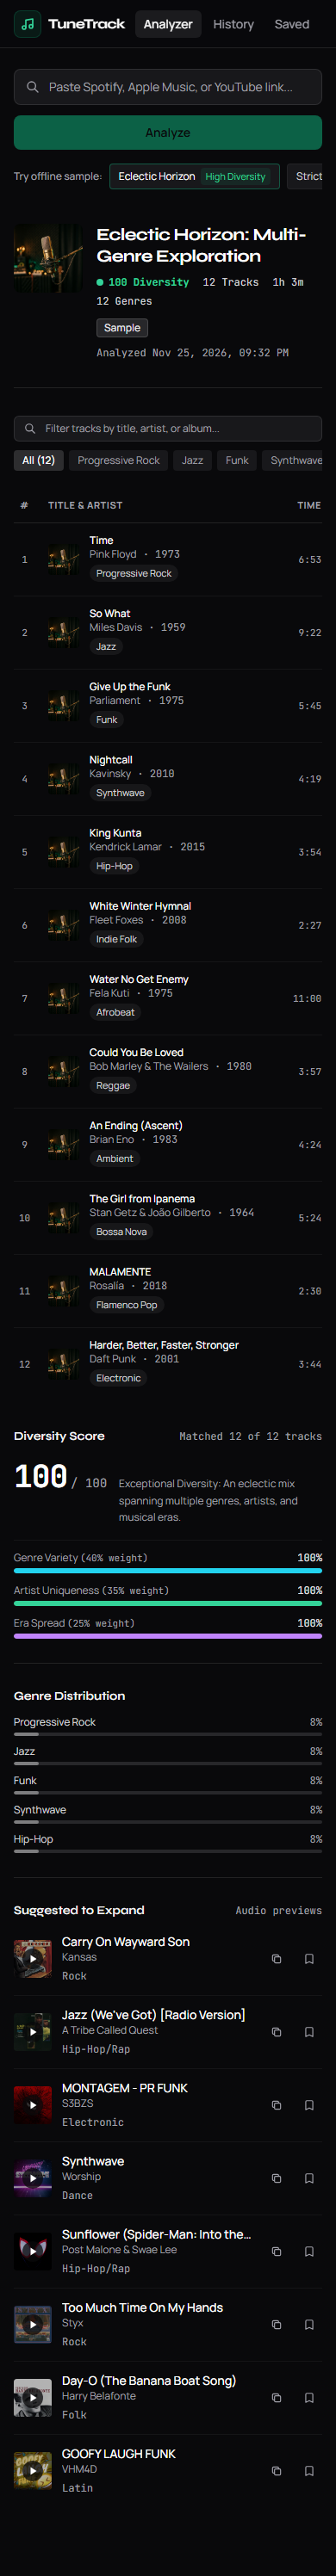 TuneTrack
Analyzer
History
Saved
Paste Spotify, Apple Music, or YouTube link...
Analyze
Try offline sample:
Eclectic Horizon High Diversity
Strict
Eclectic Horizon: Multi-
Genre Exploration
100 Diversity 12 Tracks 1h 3m
12 Genres
Sample
Analyzed Nov 25, 2026, 09:32 PM
Filter tracks by title, artist, or album...
All (12) Progressive Rock Jazz Funk Synthwave
# TITLE & ARTIST TIME
Time
1 Pink Floyd · 1973 6:53
Progressive Rock
So What
2 Miles Davis · 1959 9:22
Jazz
Give Up the Funk
3 Parliament · 1975 5:45
Funk
Nightcall
4 Kavinsky · 2010 4:19
Synthwave
King Kunta
5 Kendrick Lamar · 2015 3:54
Hip-Hop
White Winter Hymnal
6 Fleet Foxes · 2008 2:27
Indie Folk
Water No Get Enemy
7 Fela Kuti · 1975 11:00
Afrobeat
Could You Be Loved
8 Bob Marley & The Wailers · 1980 3:57
Reggae
An Ending (Ascent)
9 Brian Eno · 1983 4:24
Ambient
The Girl from Ipanema
10 Stan Getz & João Gilberto · 1964 5:24
Bossa Nova
MALAMENTE
11 Rosalía · 2018 2:30
Flamenco Pop
Harder, Better, Faster, Stronger
12 Daft Punk · 2001 3:44
Electronic
Diversity Score Matched 12 of 12 tracks
100 / 100 Exceptional Diversity: An eclectic mix
spanning multiple genres, artists, and
musical eras.
Genre Variety (40% weight) 100%
Artist Uniqueness (35% weight) 100%
Era Spread (25% weight) 100%
Genre Distribution
Progressive Rock 8%
Jazz 8%
Funk 8%
Synthwave 8%
Hip-Hop 8%
Suggested to Expand Audio previews
Carry On Wayward Son
Kansas
Rock
Jazz (We've Got) [Radio Version]
A Tribe Called Quest
Hip-Hop/Rap
MONTAGEM - PR FUNK
S3BZS
Electronic
Synthwave
Worship
Dance
Sunflower (Spider-Man: Into the...
Post Malone & Swae Lee
Hip-Hop/Rap
Too Much Time On My Hands
Styx
Rock
Day-O (The Banana Boat Song)
Harry Belafonte
Folk
GOOFY LAUGH FUNK
VHM4D
Latin